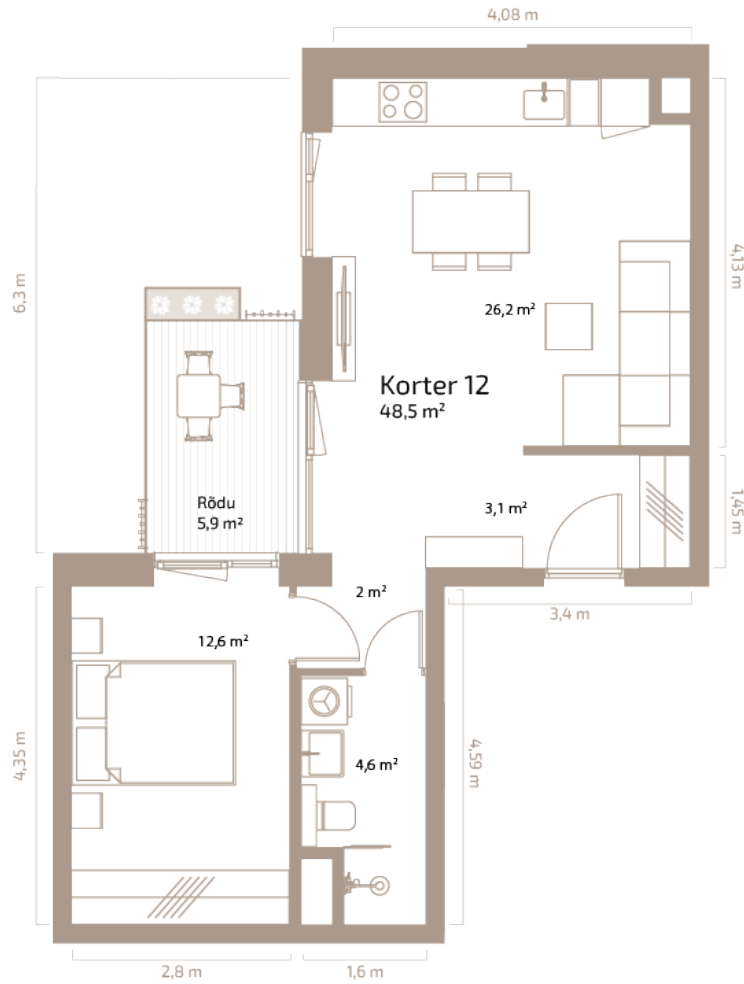 4,08 m
6,3 m
4,13 m
26,2 m²
Korter 12
48,5 m²
Rõdu
5,9 m²
3,1 m²
1,45 m
2 m²
3,4 m
12,6 m²
4,35 m
4,6 m²
4,59 m
2,8 m
1,6 m